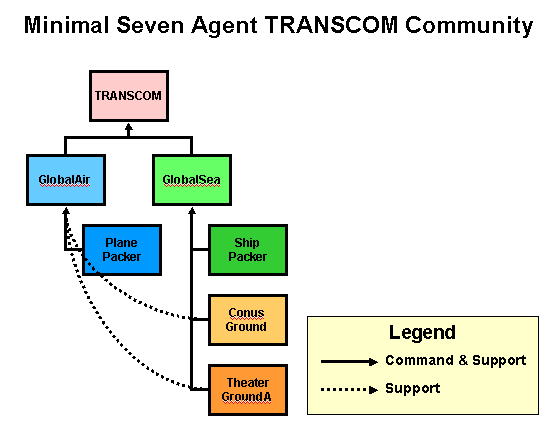 Minimal Seven Agent TRANSCOM Community
TRANSCOM
GlobalAir
GlobalSea
Plane
Packer
Ship
Packer
Conus
Ground
Theater
GroundA
Legend
Command & Support
Support